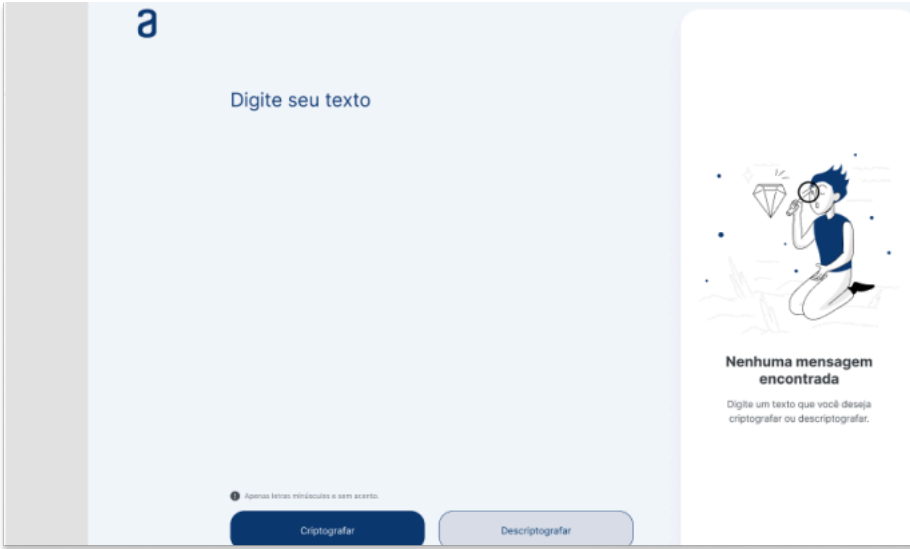 a
Digite seu texto
Nenhuma mensagem
encontrada
Digite um texto que você deseja
criptografar ou descriptografar.
Apenas letras minúsculas e sem acento.
Criptografar
Descriptografar